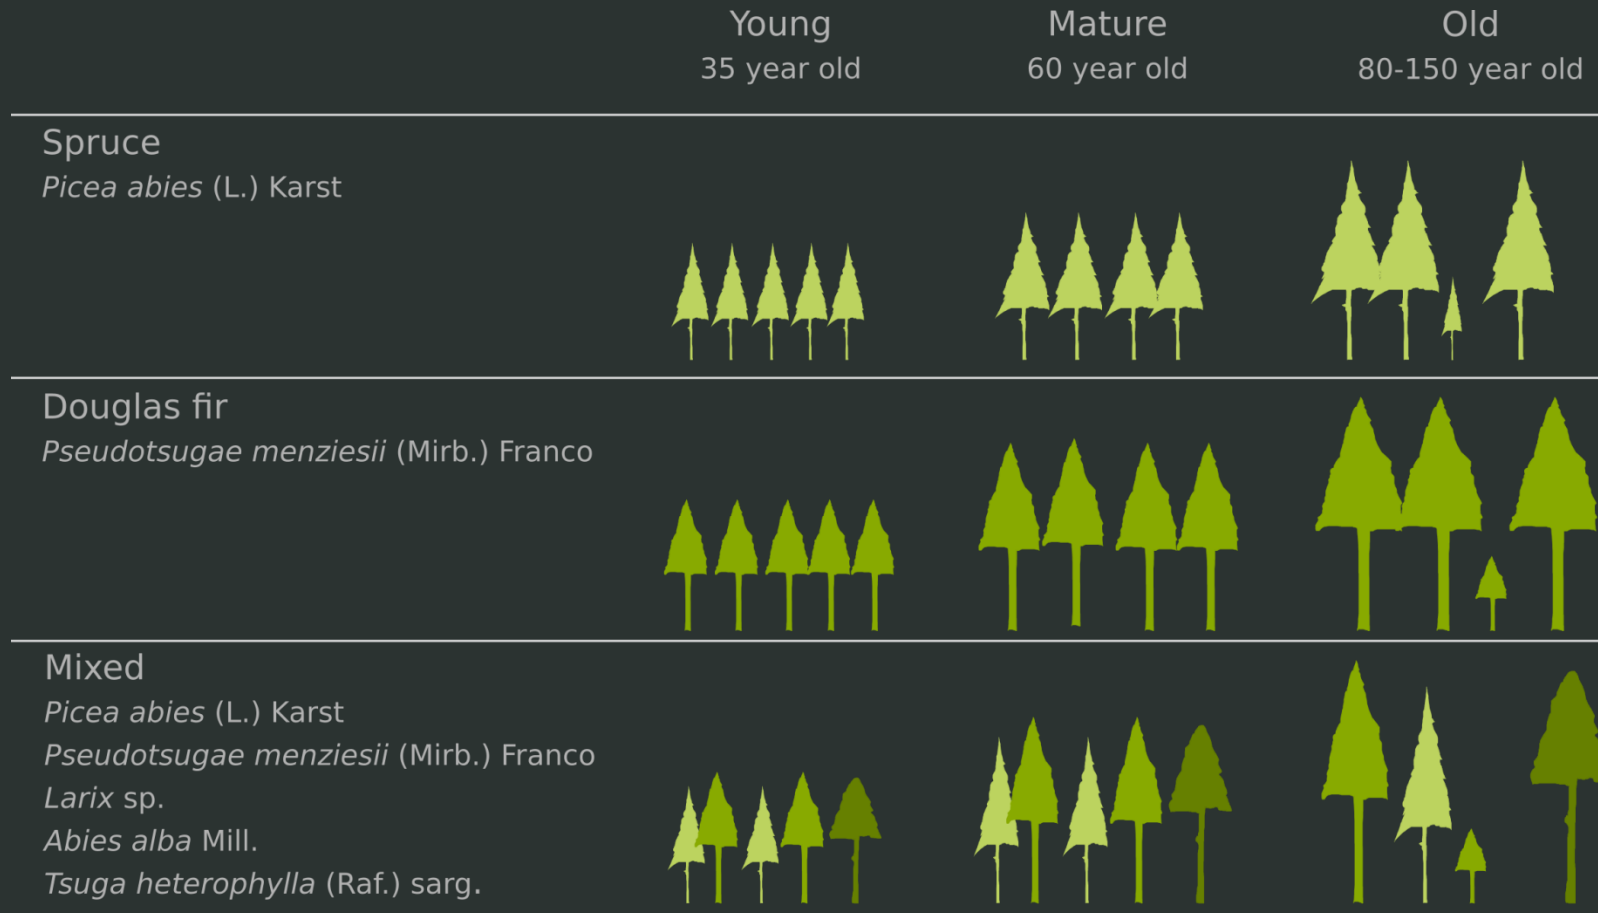 Young
Mature
Old
35 year old
60 year old
80-150 year old
Spruce
Picea abies (L.) Karst
Douglas fir
Pseudotsugae menziesii (Mirb.) Franco
Mixed
Picea abies (L.) Karst
Pseudotsugae menziesii (Mirb.) Franco
Larix sp.
Abies alba Mill.
Tsuga heterophylla (Raf.) sarg.